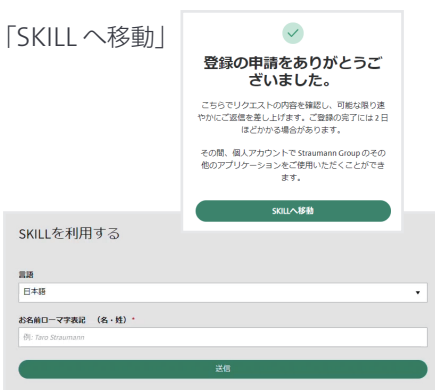 「SKILL へ移動」
登録の申請をありがとうご
ざいました。
こちらでリクエストの内容を確認し、可能な限り速
やかにご返信を差し上げます。ご登録の完了には2日
ほどかかる場合があります。
その間、個人アカウントで Straumann Group のその
他のアプリケーションをご使用いただくことができ
ます。
SKILLへ移動
SKILLを利用する
言語
日本語
お名前ローマ字表記 （名・姓） *
例: Taro Straumann
送信